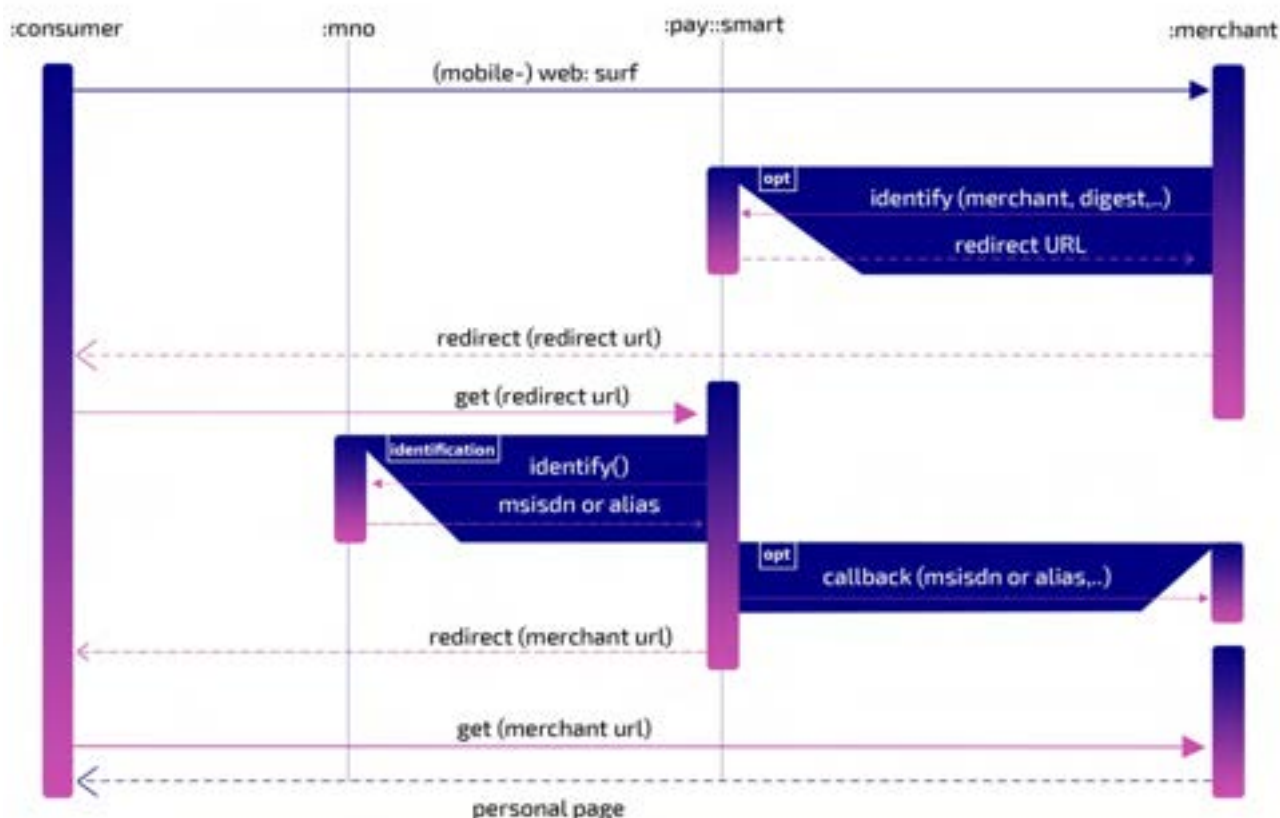 :consumer
:mno
:pay::smart
:merchant
(mobile-) web: surf
opt
identify (merchant, digest,..)
redirect URL
redirect (redirect url)
get (redirect url)
identification
identify()
msisdn or alias
opt
callback (msisdn or alias,..)
redirect (merchant url)
get (merchant url)
personal page